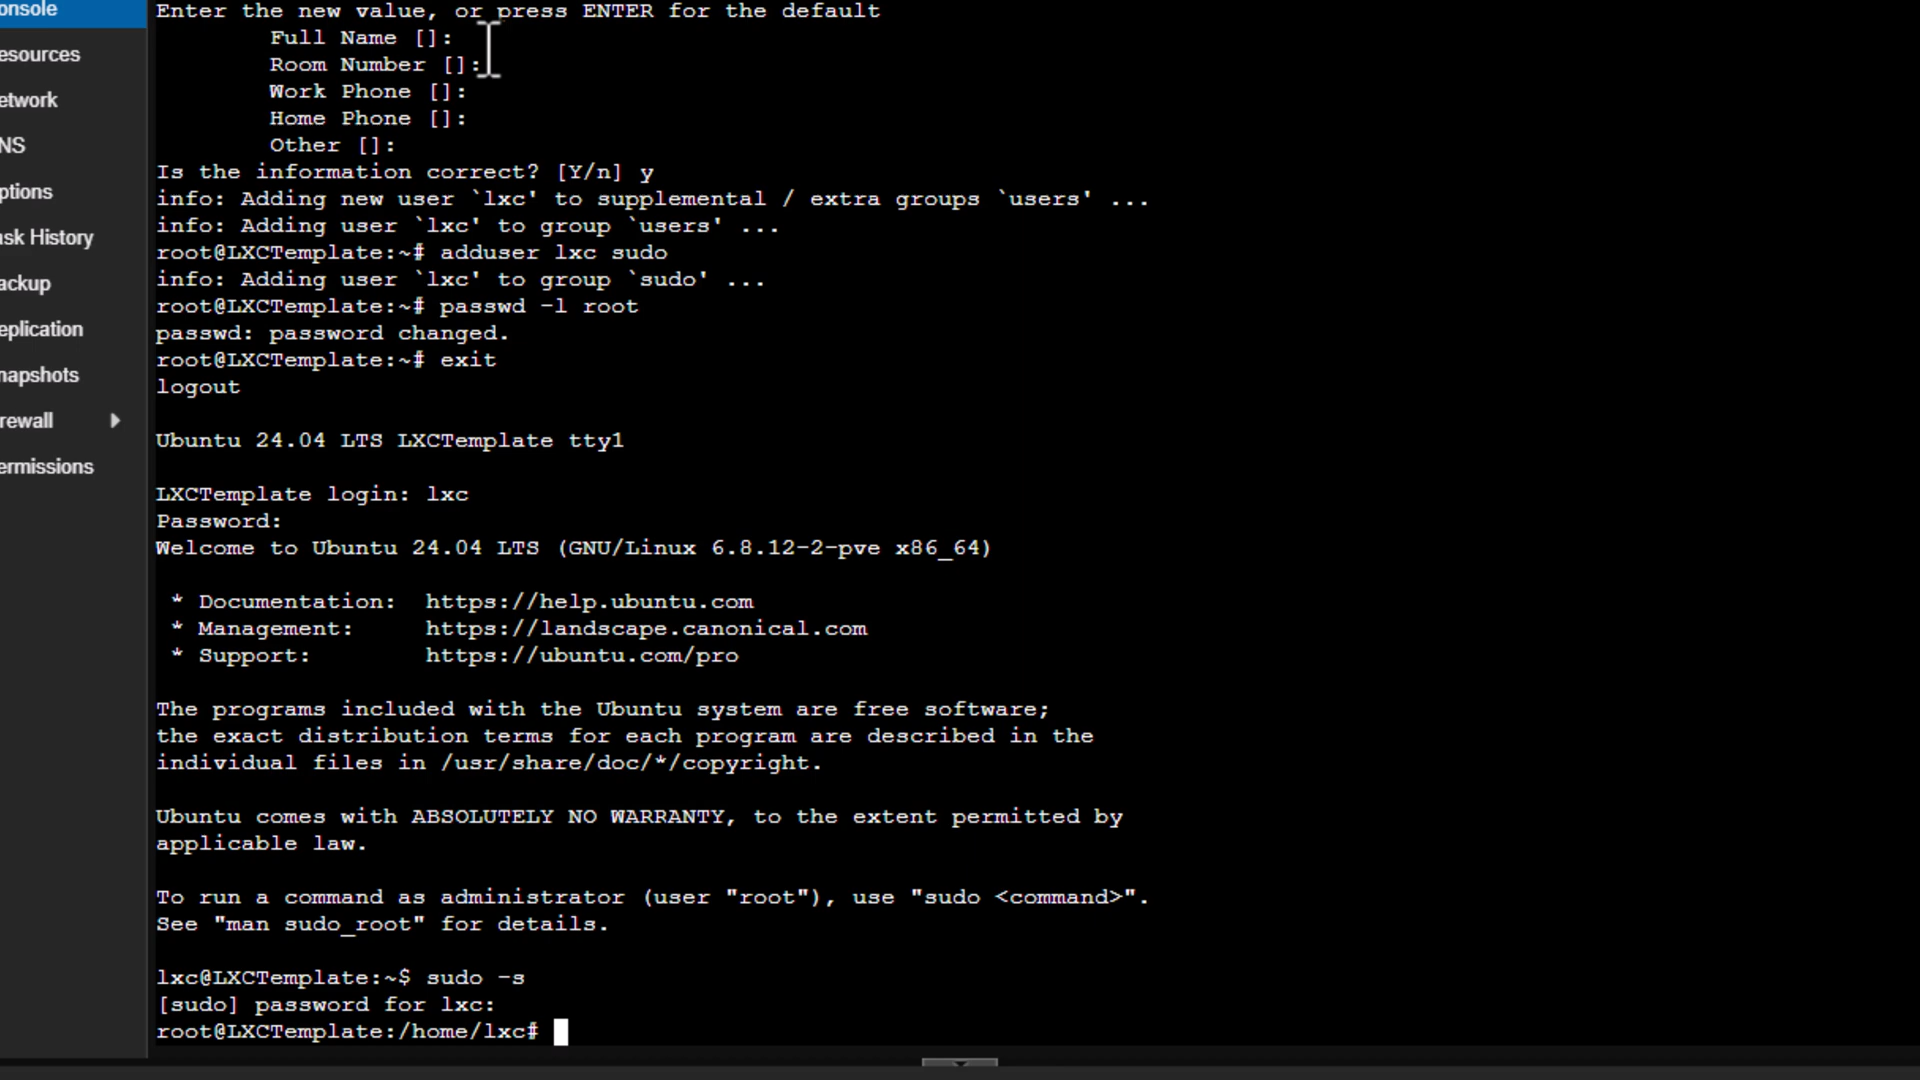 onsole
esources
etwork
NS
ptions
ask History
ackup
eplication
napshots
rewall
ermissions
Enter the new value, or press ENTER for the default
Full Name []:
Room Number []:
Work Phone []:
Home Phone []:
Other []:
Is the information correct? [Y/n] y
info: Adding new user `lxc' to supplemental / extra groups `users' ...
info: Adding user `lxc' to group `users' ...
root@LXCTemplate:~# adduser lxc sudo
info: Adding user `lxc' to group `sudo' ...
root@LXCTemplate:~# passwd -l root
passwd: password changed.
root@LXCTemplate:~# exit
logout
Ubuntu 24.04 LTS LXCTemplate tty1
LXCTemplate login: lxc
Password:
Welcome to Ubuntu 24.04 LTS (GNU/Linux 6.8.12-2-pve x86_64)
* Documentation: https://help.ubuntu.com
* Management: https://landscape.canonical.com
* Support: https://ubuntu.com/pro
The programs included with the Ubuntu system are free software;
the exact distribution terms for each program are described in the
individual files in /usr/share/doc/*/copyright.
Ubuntu comes with ABSOLUTELY NO WARRANTY, to the extent permitted by
applicable law.
To run a command as administrator (user "root"), use "sudo <command>".
See "man sudo_root" for details.
lxc@LXCTemplate:~$ sudo -s
[sudo] password for lxc:
root@LXCTemplate:/home/lxc#